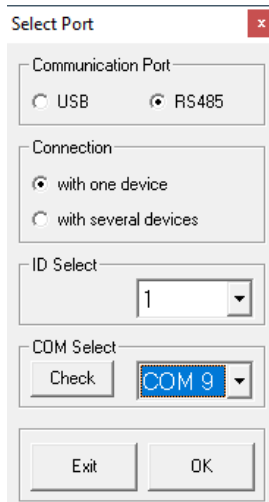 Select Port x
Communication Port
USB RS485
Connection
with one device
with several devices
ID Select
1
COM Select
Check COM 9
Exit OK